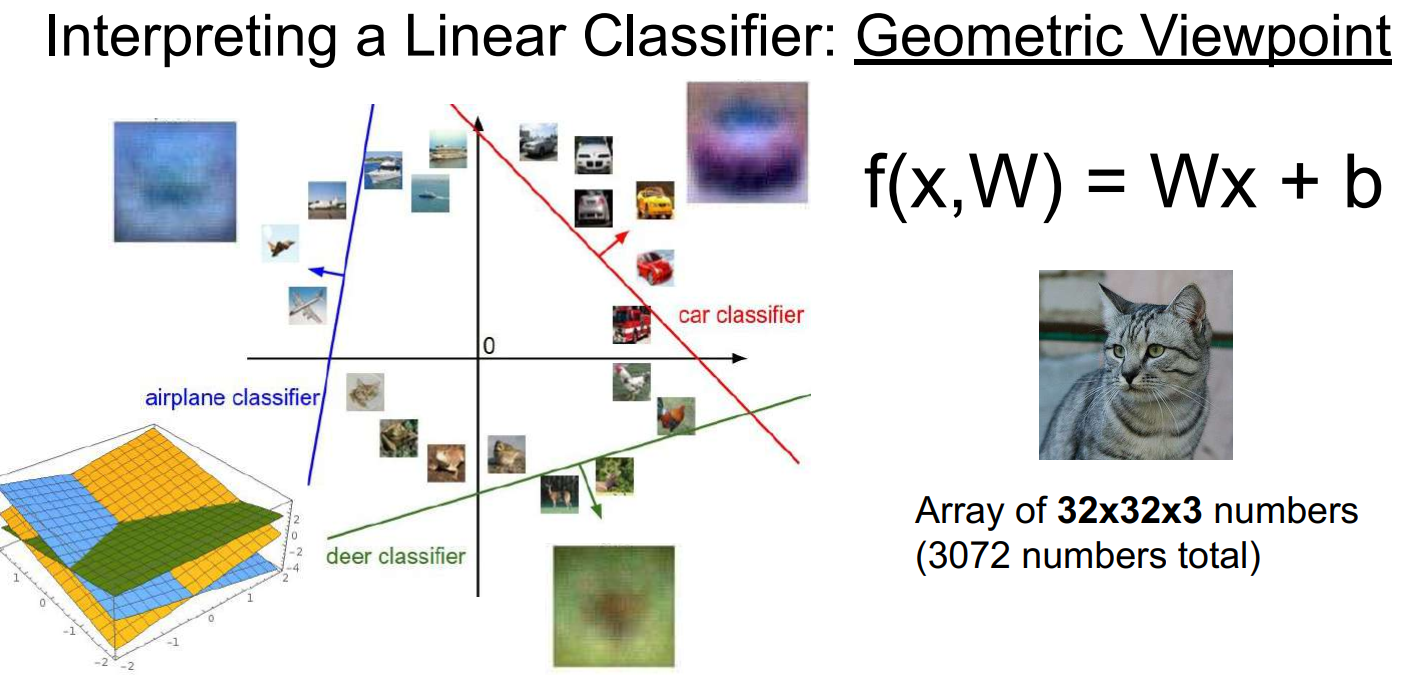 Interpreting a Linear Classifier: Geometric Viewpoint
f(x,W) = Wx + b
0
car classifier
airplane classifier
deer classifier
2
0
-2
-4
2
1
0
-1
-2
1
0
-1
-2
Array of 32x32x3 numbers
(3072 numbers total)